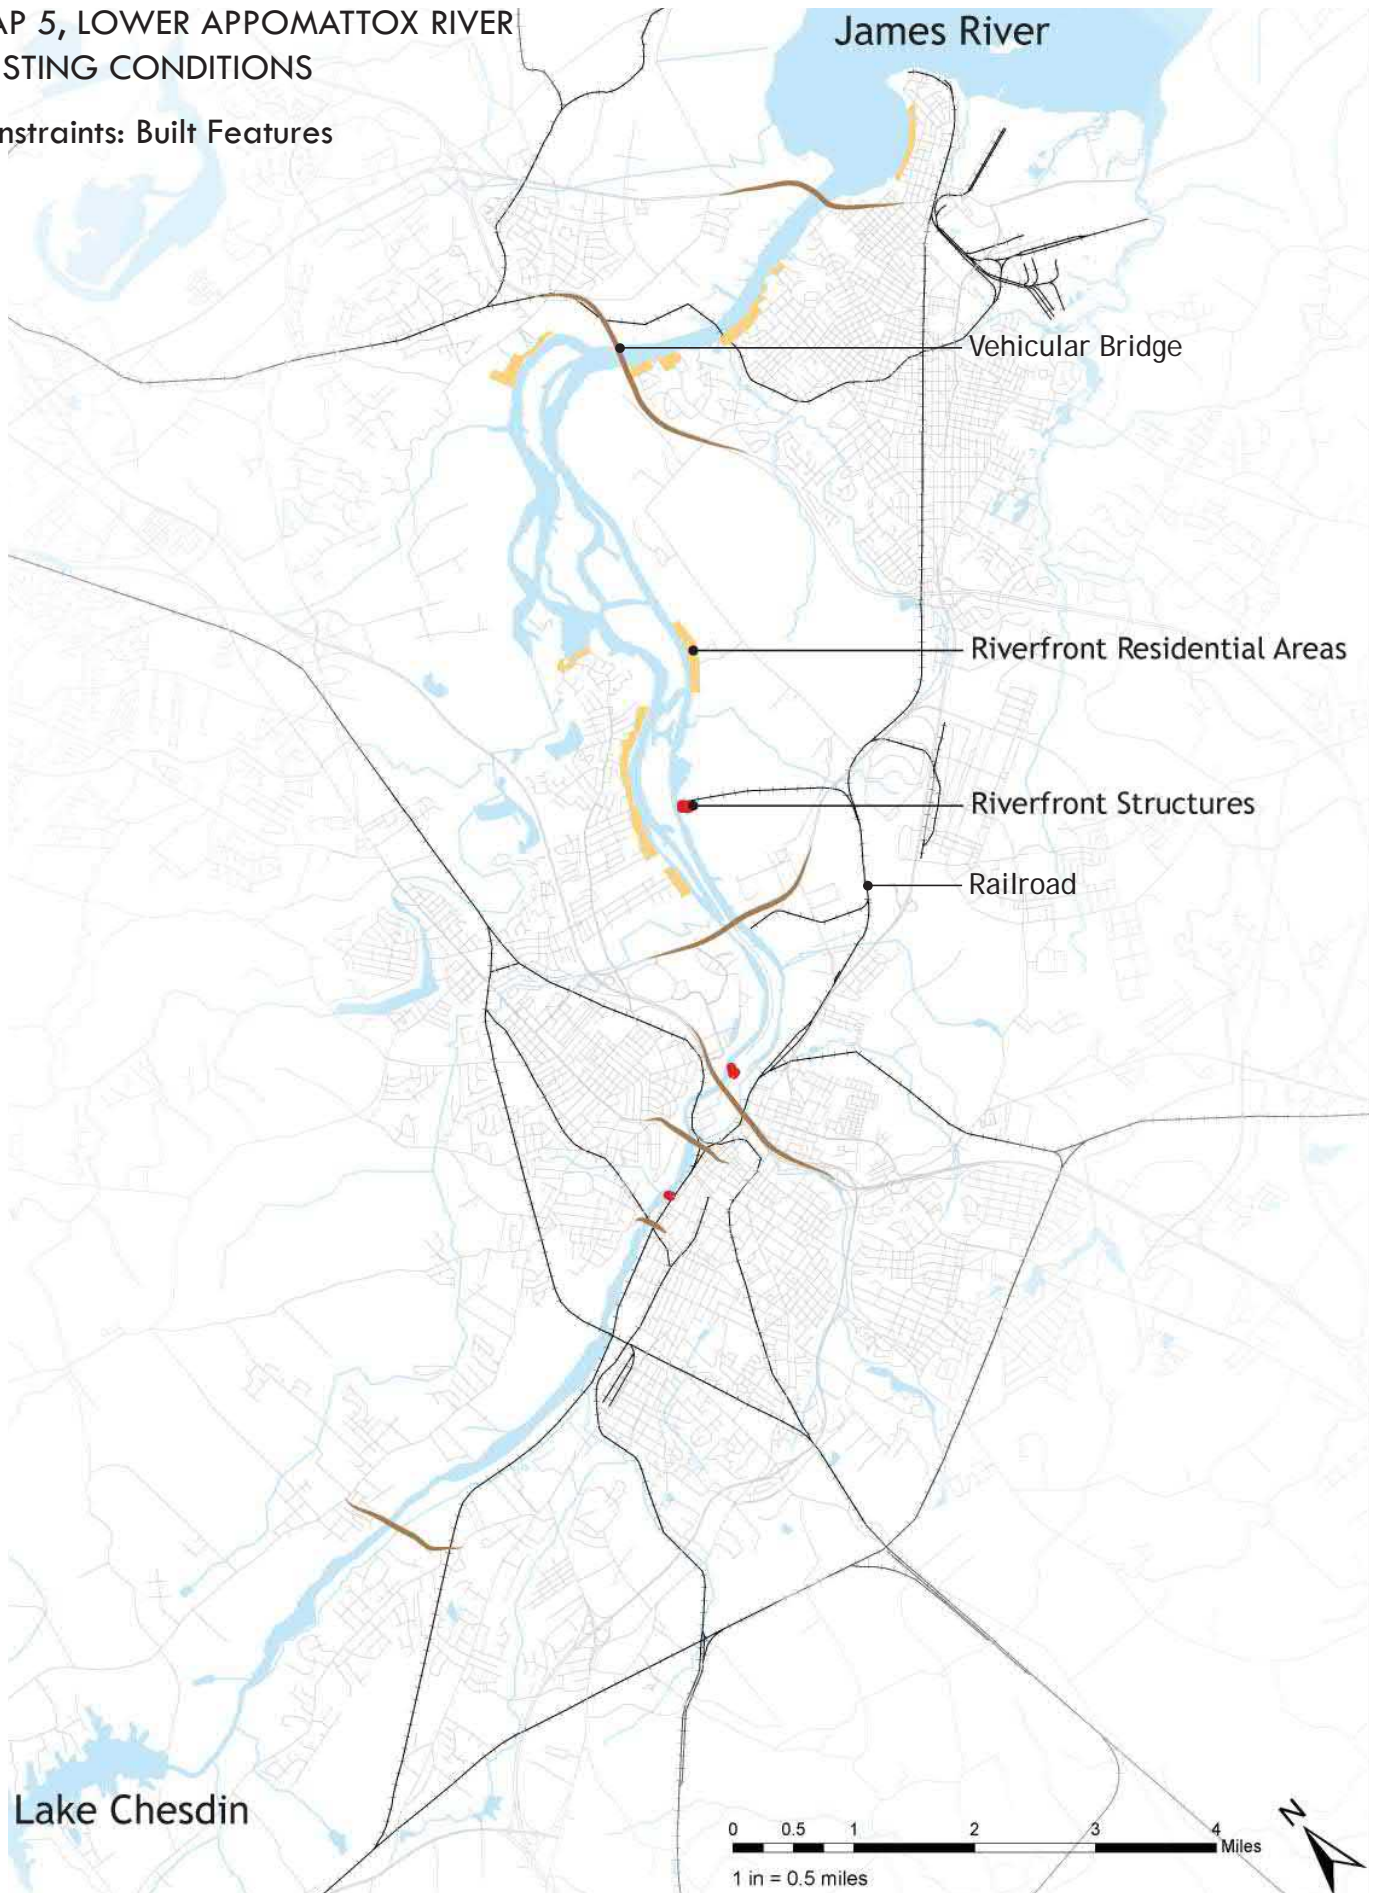 AP 5, LOWER APPOMATTOX RIVER
STING CONDITIONS
nstraints: Built Features
James River
Vehicular Bridge
Riverfront Residential Areas
Riverfront Structures
Railroad
Lake Chesdin
0 0.5 1 2 3 4
Miles
1 in = 0.5 miles
N